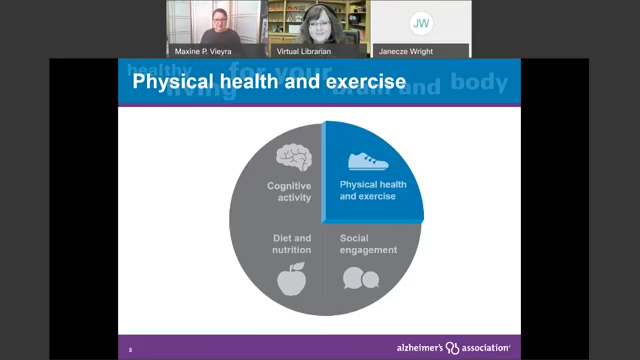 JW
Maxine P. Vieyra
Virtual Librarian
Janecze Wright
healthy
living
for your
brain and
body
Physical health and exercise
Cognitive
activity
Physical health
and exercise
Diet and
nutrition
Social
engagement
8
alzheimer's association®